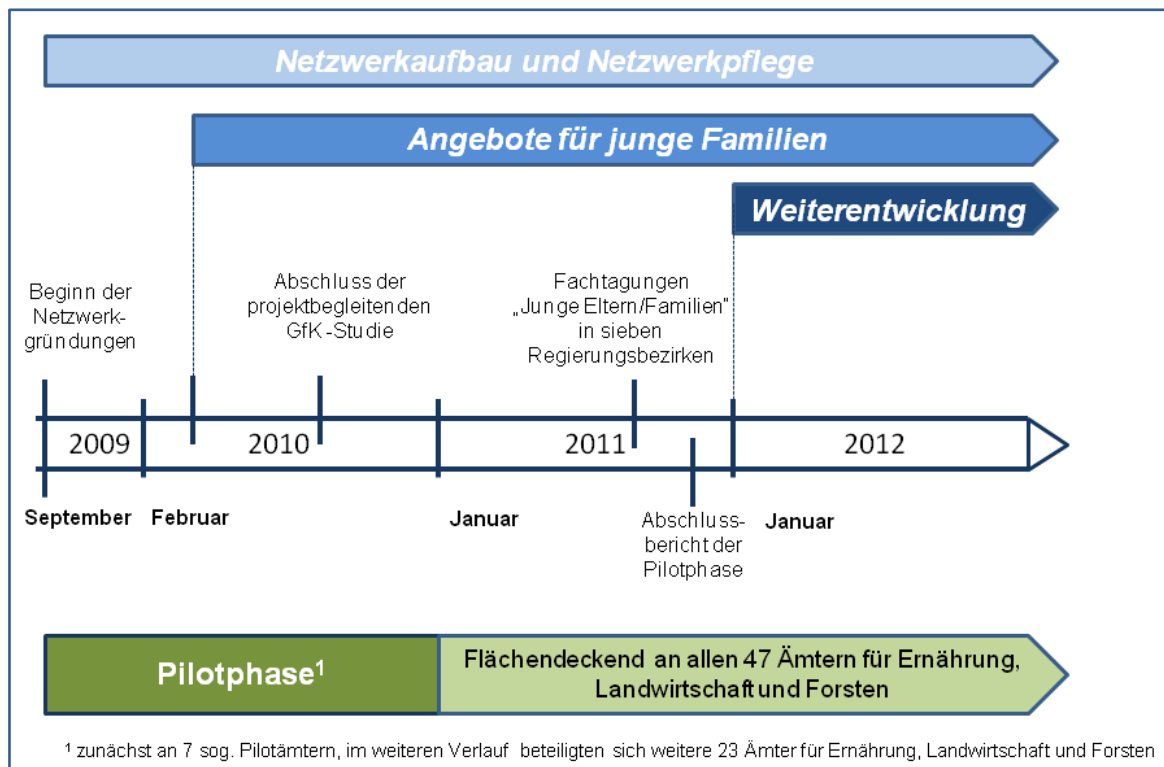 Netzwerkaufbau und Netzwerkpflege
Angebote für junge Familien
Weiterentwicklung
Beginn der
Netzwerk-
gründungen
Abschluss der
projektbegleitenden
GfK-Studie
Fachtagungen
„Junge Eltern/Familien"
in sieben
Regierungsbezirken
2009 2010 2011 2012
September Februar Januar Januar
Abschluss-
bericht der
Pilotphase
Pilotphase¹
Flächendeckend an allen 47 Ämtern für Ernährung,
Landwirtschaft und Forsten
¹ zunächst an 7 sog. Pilotämtern, im weiteren Verlauf beteiligten sich weitere 23 Ämter für Ernährung, Landwirtschaft und Forsten